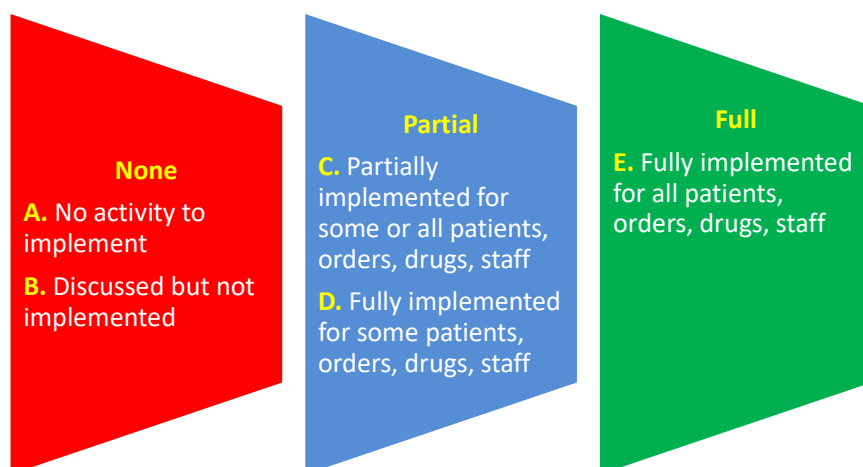 None
A. No activity to
implement
B. Discussed but not
implemented
Partial
C. Partially
implemented for
some or all patients,
orders, drugs, staff
D. Fully implemented
for some patients,
orders, drugs, staff
Full
E. Fully implemented
for all patients,
orders, drugs, staff